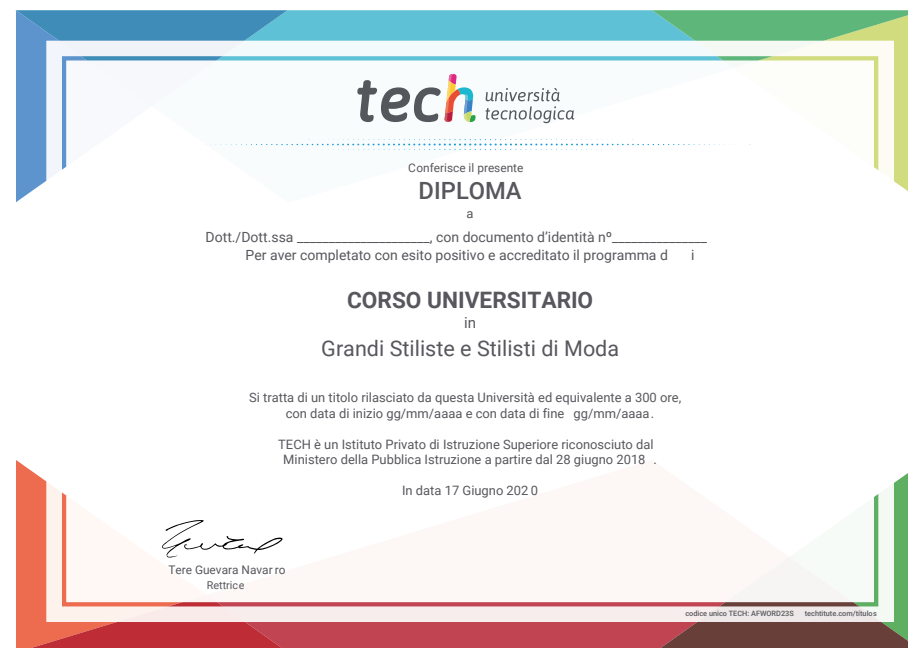 tech università
tecnologica
Conferisce il presente
DIPLOMA
a
Dott./Dott.ssa ____________________, con documento d'identità nº______________
Per aver completato con esito positivo e accreditato il programma d i
CORSO UNIVERSITARIO
in
Grandi Stiliste e Stilisti di Moda
Si tratta di un titolo rilasciato da questa Università ed equivalente a 300 ore,
con data di inizio gg/mm/aaaa e con data di fine gg/mm/aaaa.
TECH è un Istituto Privato di Istruzione Superiore riconosciuto dal
Ministero della Pubblica Istruzione a partire dal 28 giugno 2018 .
In data 17 Giugno 2020
Tere Guevara Navarro
Rettrice
codice unico TECH: AFWORD23S techtitute.com/titulos